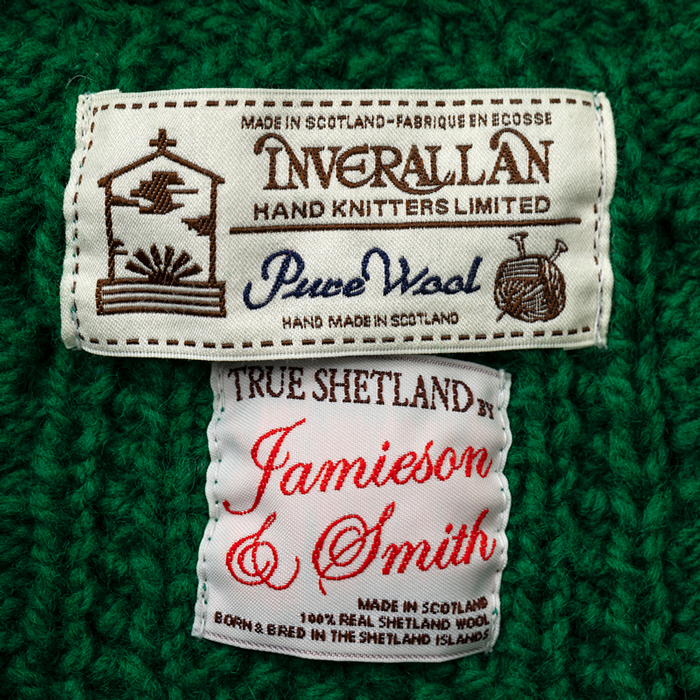 MADE IN SCOTLAND-FABRIQUE EN ECOSSE
INVERALLAN
HAND KNITTERS LIMITED
Pure Wool
HAND MADE IN SCOTLAND
TRUE SHETLAND BY
Jamieson
& Smith
MADE IN SCOTLAND
100% REAL SHETLAND WOOL
BORN & BRED IN THE SHETLAND ISLANDS